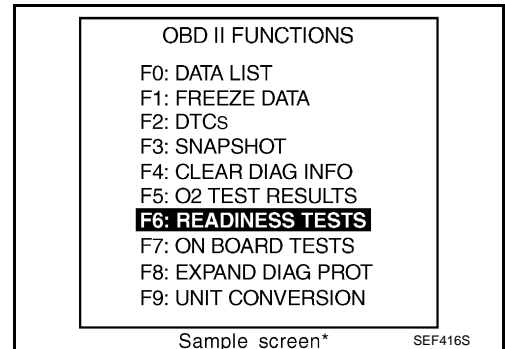 OBD II FUNCTIONS
F0: DATA LIST
F1: FREEZE DATA
F2: DTCs
F3: SNAPSHOT
F4: CLEAR DIAG INFO
F5: O2 TEST RESULTS
F6: READINESS TESTS
F7: ON BOARD TESTS
F8: EXPAND DIAG PROT
F9: UNIT CONVERSION
Sample screen*
SEF416S